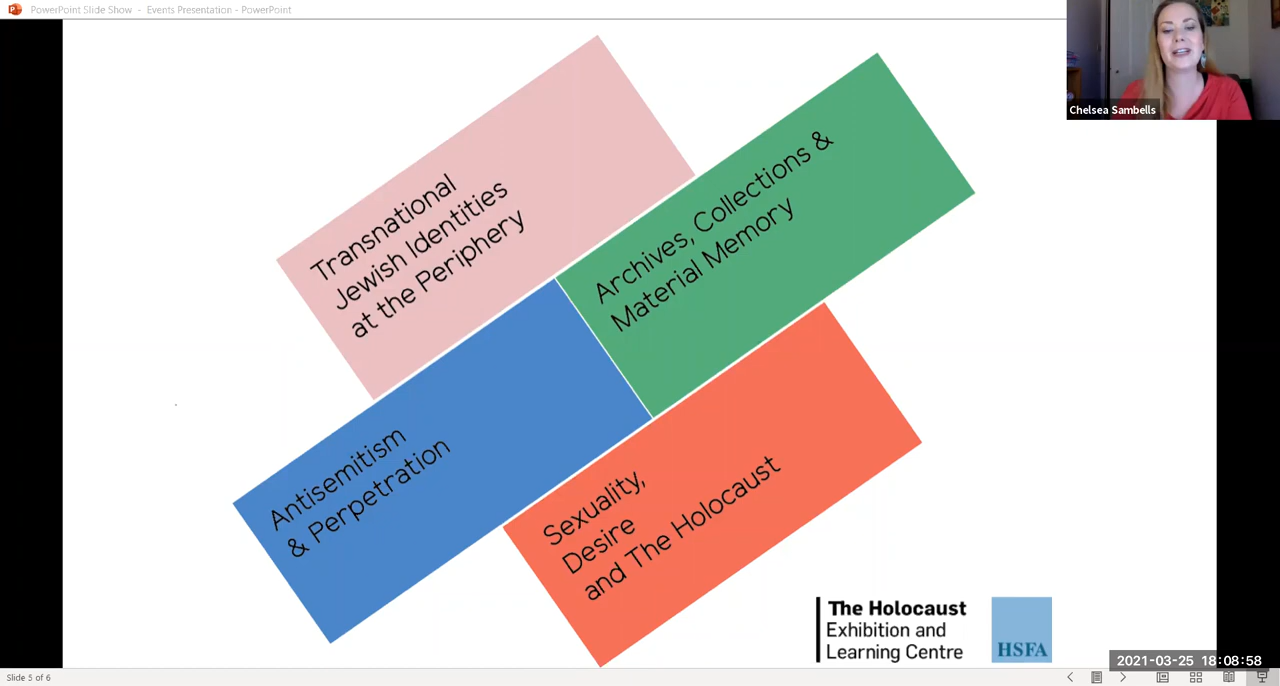 PowerPoint Slide Show - Events Presentation - PowerPoint
Chelsea Sambells
Transnational
Jewish Identities
at the Periphery
Archives, Collections &
Material Memory
Antisemitism
& Perpetration
Sexuality,
Desire
and The Holocaust
The Holocaust
Exhibition and
Learning Centre
HSFA
2021-03-25 18:08:58
Slide 5 of 6